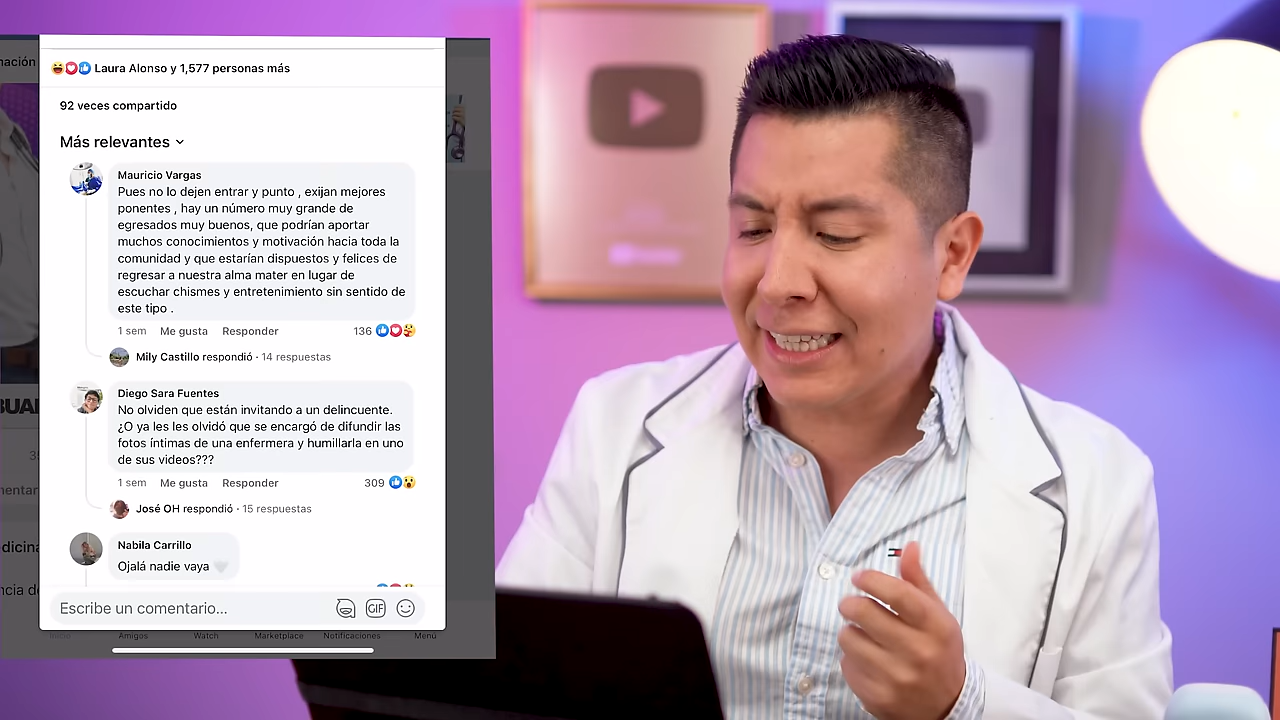 nación
Laura Alonso y 1,577 personas más
92 veces compartido
Más relevantes
Mauricio Vargas
Pues no lo dejen entrar y punto , exijan mejores
ponentes , hay un número muy grande de
egresados muy buenos, que podrían aportar
muchos conocimientos y motivación hacia toda la
comunidad y que estarían dispuestos y felices de
regresar a nuestra alma mater en lugar de
escuchar chismes y entretenimiento sin sentido de
este tipo .
1 sem Me gusta Responder 136
Mily Castillo respondió · 14 respuestas
Diego Sara Fuentes
No olviden que están invitando a un delincuente.
¿O ya les les olvidó que se encargó de difundir las
fotos íntimas de una enfermera y humillarla en uno
de sus videos???
1 sem Me gusta Responder 309
José OH respondió · 15 respuestas
Nabila Carrillo
Ojalá nadie vaya
Escribe un comentario...
GIF
Amigos Watch Marketplace Notificaciones Menú